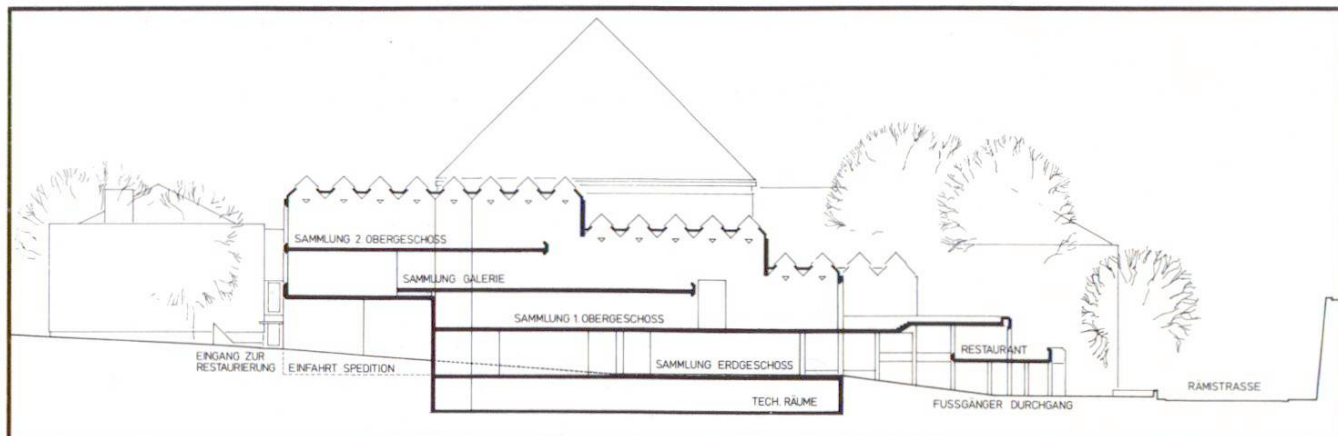 SAMMLUNG 2. OBERGESCHOSS
SAMMLUNG GALERIE
SAMMLUNG 1. OBERGESCHOSS
EINGANG ZUR
RESTAURIERUNG
EINFAHRT SPEDITION
SAMMLUNG ERDGESCHOSS
RESTAURANT
TECH. RÄUME
FUSSGÄNGER DURCHGANG
RÄMISTRASSE